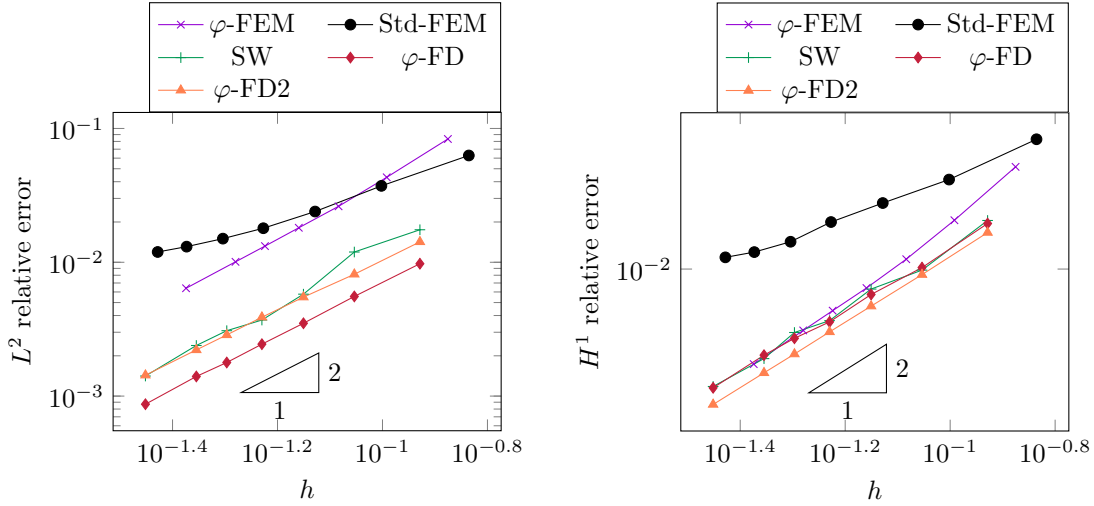 φ-FEM Std-FEM
SW φ-FD
φ-FD2
10^-1
10^-2
10^-3
L^2 relative error
2
1
10^-1.4 10^-1.2 10^-1 10^-0.8
h
φ-FEM Std-FEM
SW φ-FD
φ-FD2
10^-2
H^1 relative error
2
1
10^-1.4 10^-1.2 10^-1 10^-0.8
h